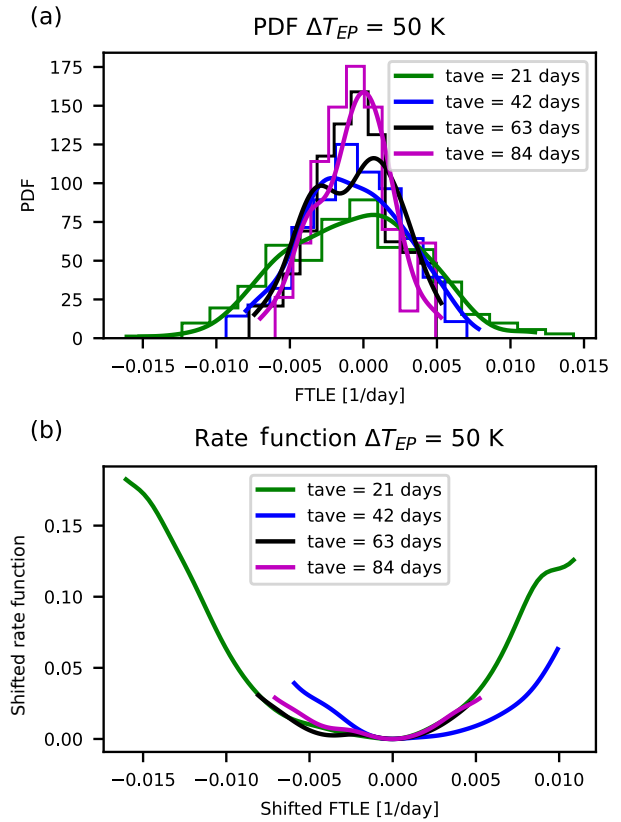 (a)
PDF ΔT_EP = 50 K
175
150
125
100
75
50
25
0
PDF
tave = 21 days
tave = 42 days
tave = 63 days
tave = 84 days
−0.015 −0.010 −0.005 0.000 0.005 0.010 0.015
FTLE [1/day]
(b)
Rate function ΔT_EP = 50 K
0.15
0.10
0.05
0.00
Shifted rate function
tave = 21 days
tave = 42 days
tave = 63 days
tave = 84 days
−0.015 −0.010 −0.005 0.000 0.005 0.010
Shifted FTLE [1/day]